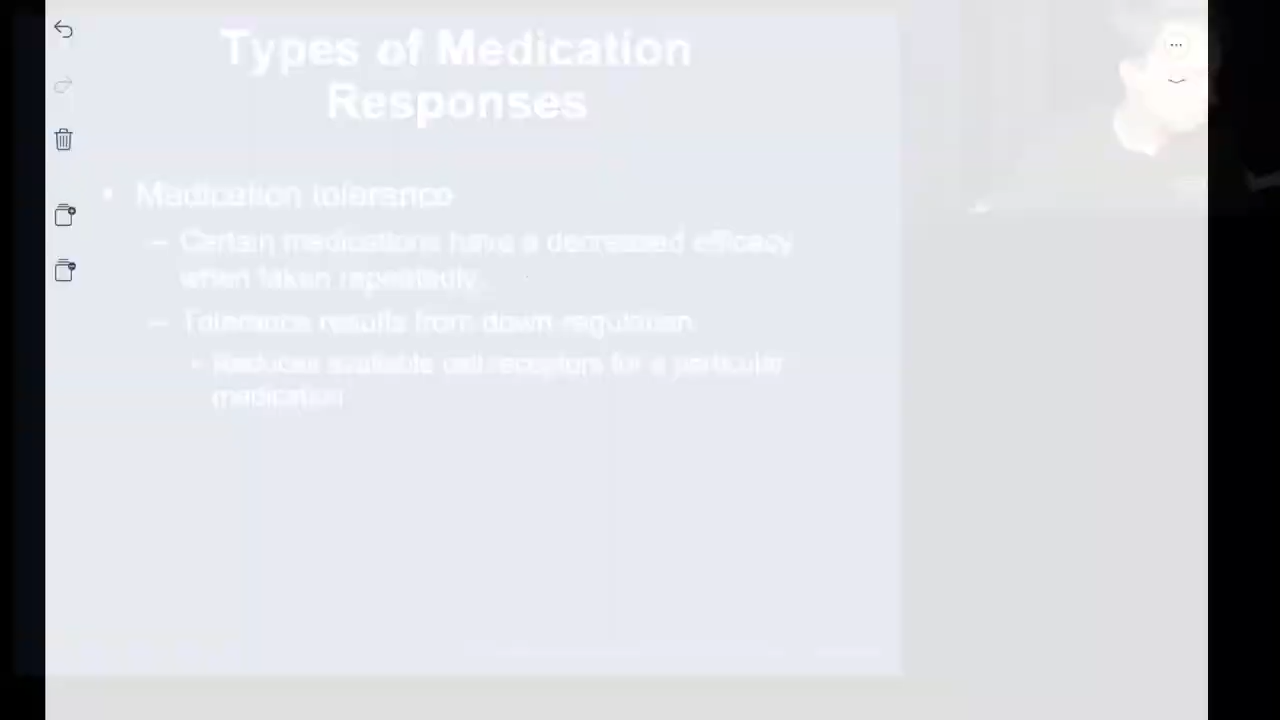 Types of Medication
Responses
• Medication tolerance
– Certain medications have a decreased efficacy
when taken repeatedly.
– Tolerance results from down-regulation.
• Reduces available cell receptors for a particular
medication